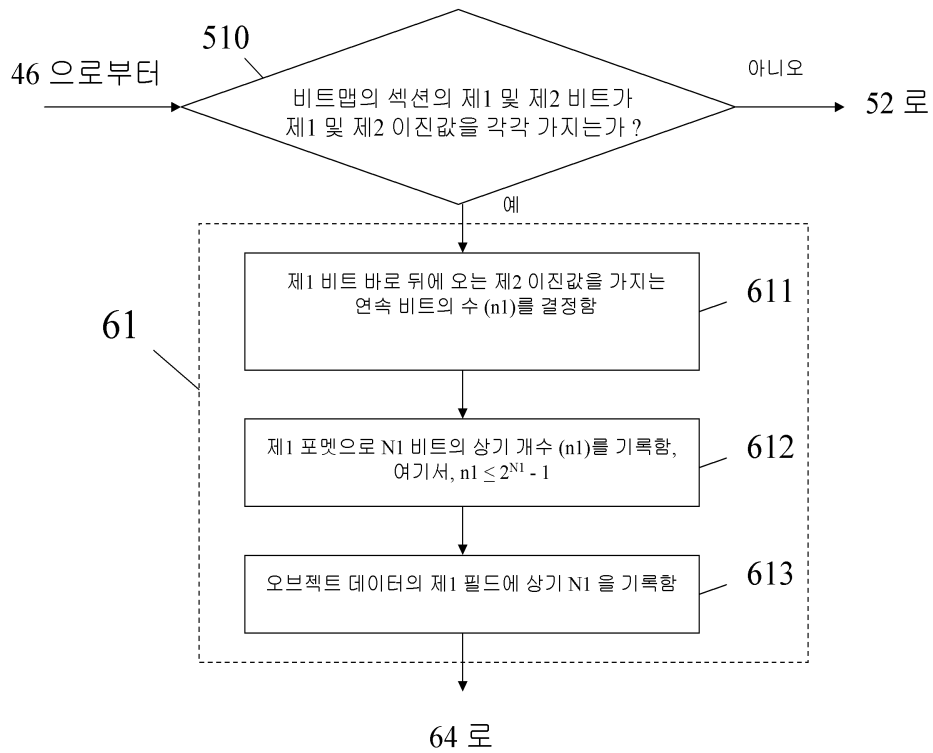 510
46 으로부터
아니오
비트맵의 섹션의 제1 및 제2 비트가
제1 및 제2 이진값을 각각 가지는가 ?
52 로
예
제1 비트 바로 뒤에 오는 제2 이진값을 가지는
연속 비트의 수 (n1)를 결정함
611
61
제1 포멧으로 N1 비트의 상기 개수 (n1)를 기록함,
여기서, n1 ≤ 2^N1 - 1
612
오브젝트 데이터의 제1 필드에 상기 N1 을 기록함
613
64 로